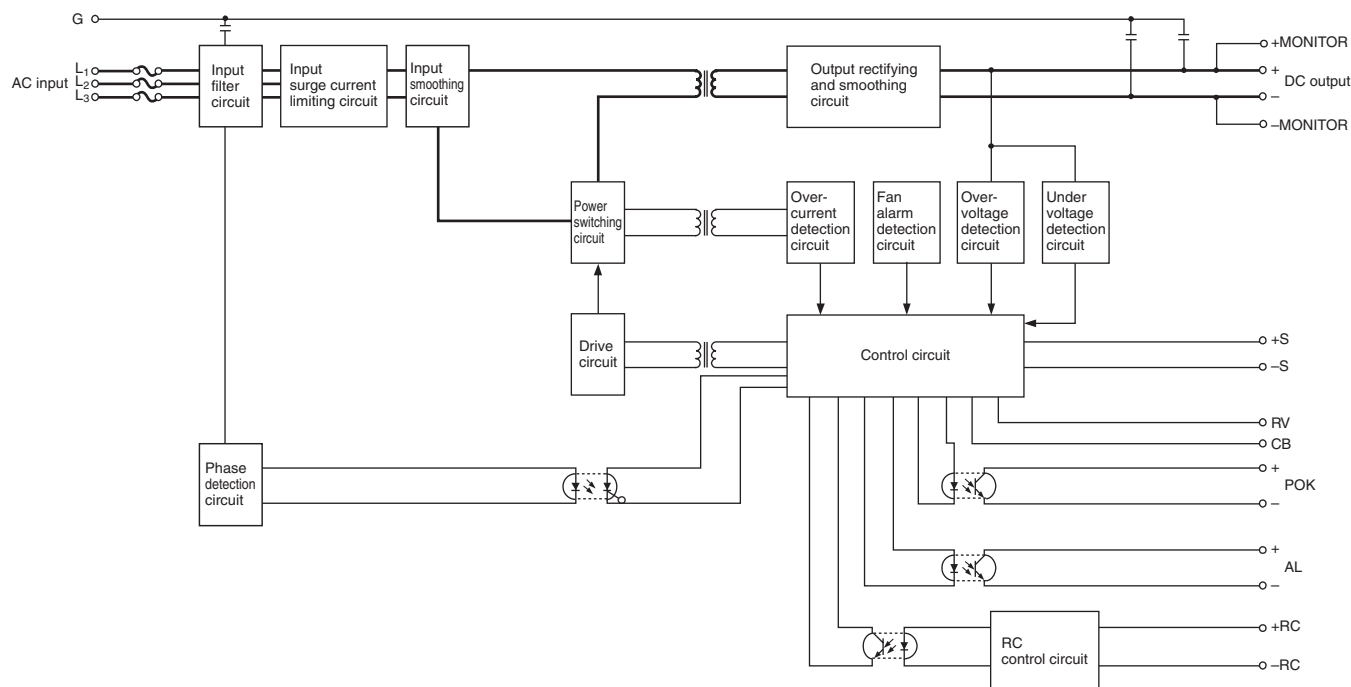 G
+MONITOR
L1
AC input L2
L3
Input
filter
circuit
Input
surge current
limiting circuit
Input
smoothing
circuit
Output rectifying
and smoothing
circuit
+
DC output
–
–MONITOR
Power
switching
circuit
Over-
current
detection
circuit
Fan
alarm
detection
circuit
Over-
voltage
detection
circuit
Under
voltage
detection
circuit
Drive
circuit
Control circuit
+S
–S
RV
CB
Phase
detection
circuit
+
POK
–
+
AL
–
RC
control circuit
+RC
–RC